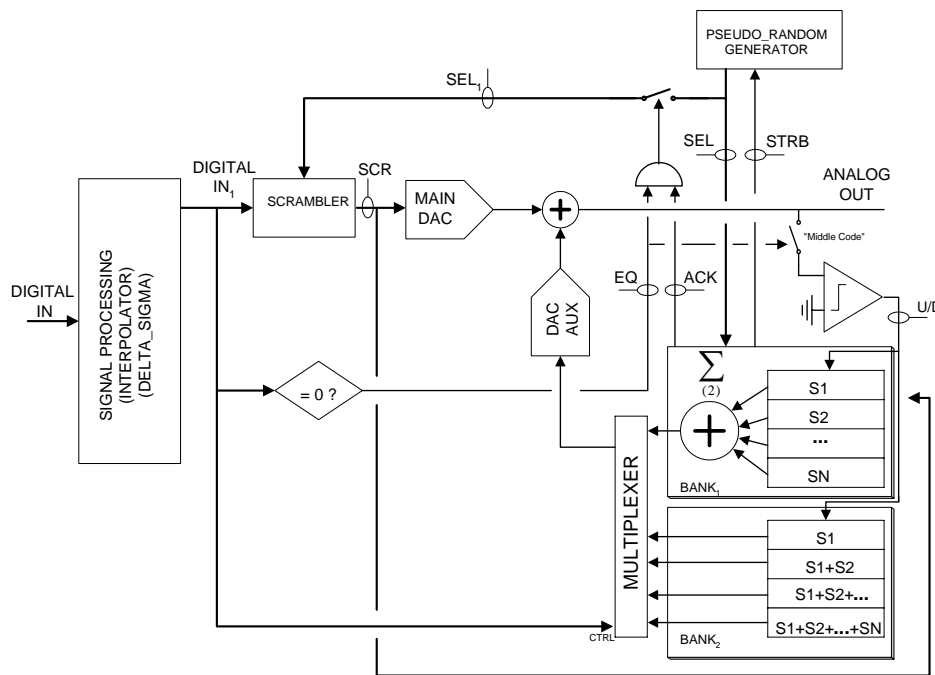 PSEUDO_RANDOM
GENERATOR
SEL1
SEL
STRB
DIGITAL
IN1
SCR
SCRAMBLER
MAIN
DAC
ANALOG
OUT
"Middle Code"
DIGITAL
IN
SIGNAL PROCESSING
(INTERPOLATOR)
(DELTA_SIGMA)
EQ
ACK
DAC
AUX
U/D
= 0 ?
∑
(2)
S1
S2
...
SN
BANK1
MULTIPLEXER
S1
S1+S2
S1+S2+...
S1+S2+...+SN
CTRL
BANK2